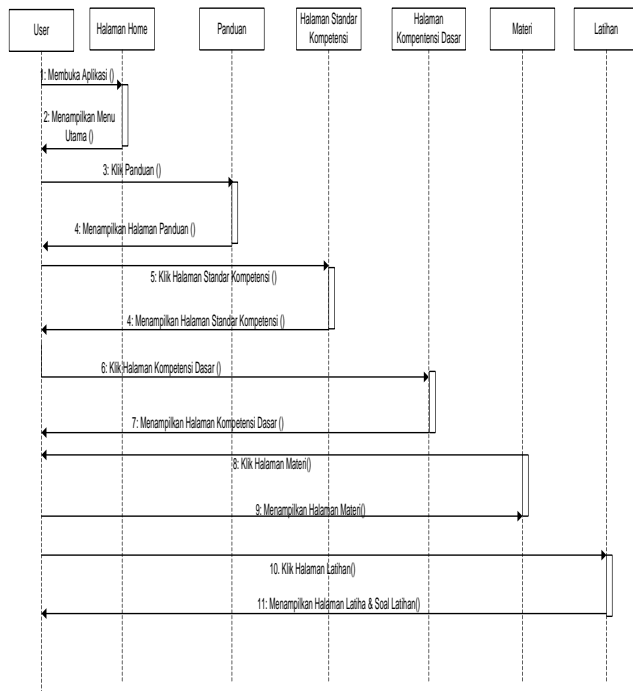 User
Halaman Home
Panduan
Halaman Standar
Kompetensi
Halaman
Kompentensi Dasar
Materi
Latihan
1: Membuka Aplikasi ()
2: Menampilkan Menu
Utama ()
3: Klik Panduan ()
4: Menampilkan Halaman Panduan ()
5: Klik Halaman Standar Kompetensi ()
4: Menampilkan Halaman Standar Kompetensi ()
6: Klik Halaman Kompetensi Dasar ()
7: Menampilkan Halaman Kompetensi Dasar ()
8: Klik Halaman Materi()
9: Menampilkan Halaman Materi()
10. Klik Halaman Latihan()
11: Menampilkan Halaman Latiha & Soal Latihan()